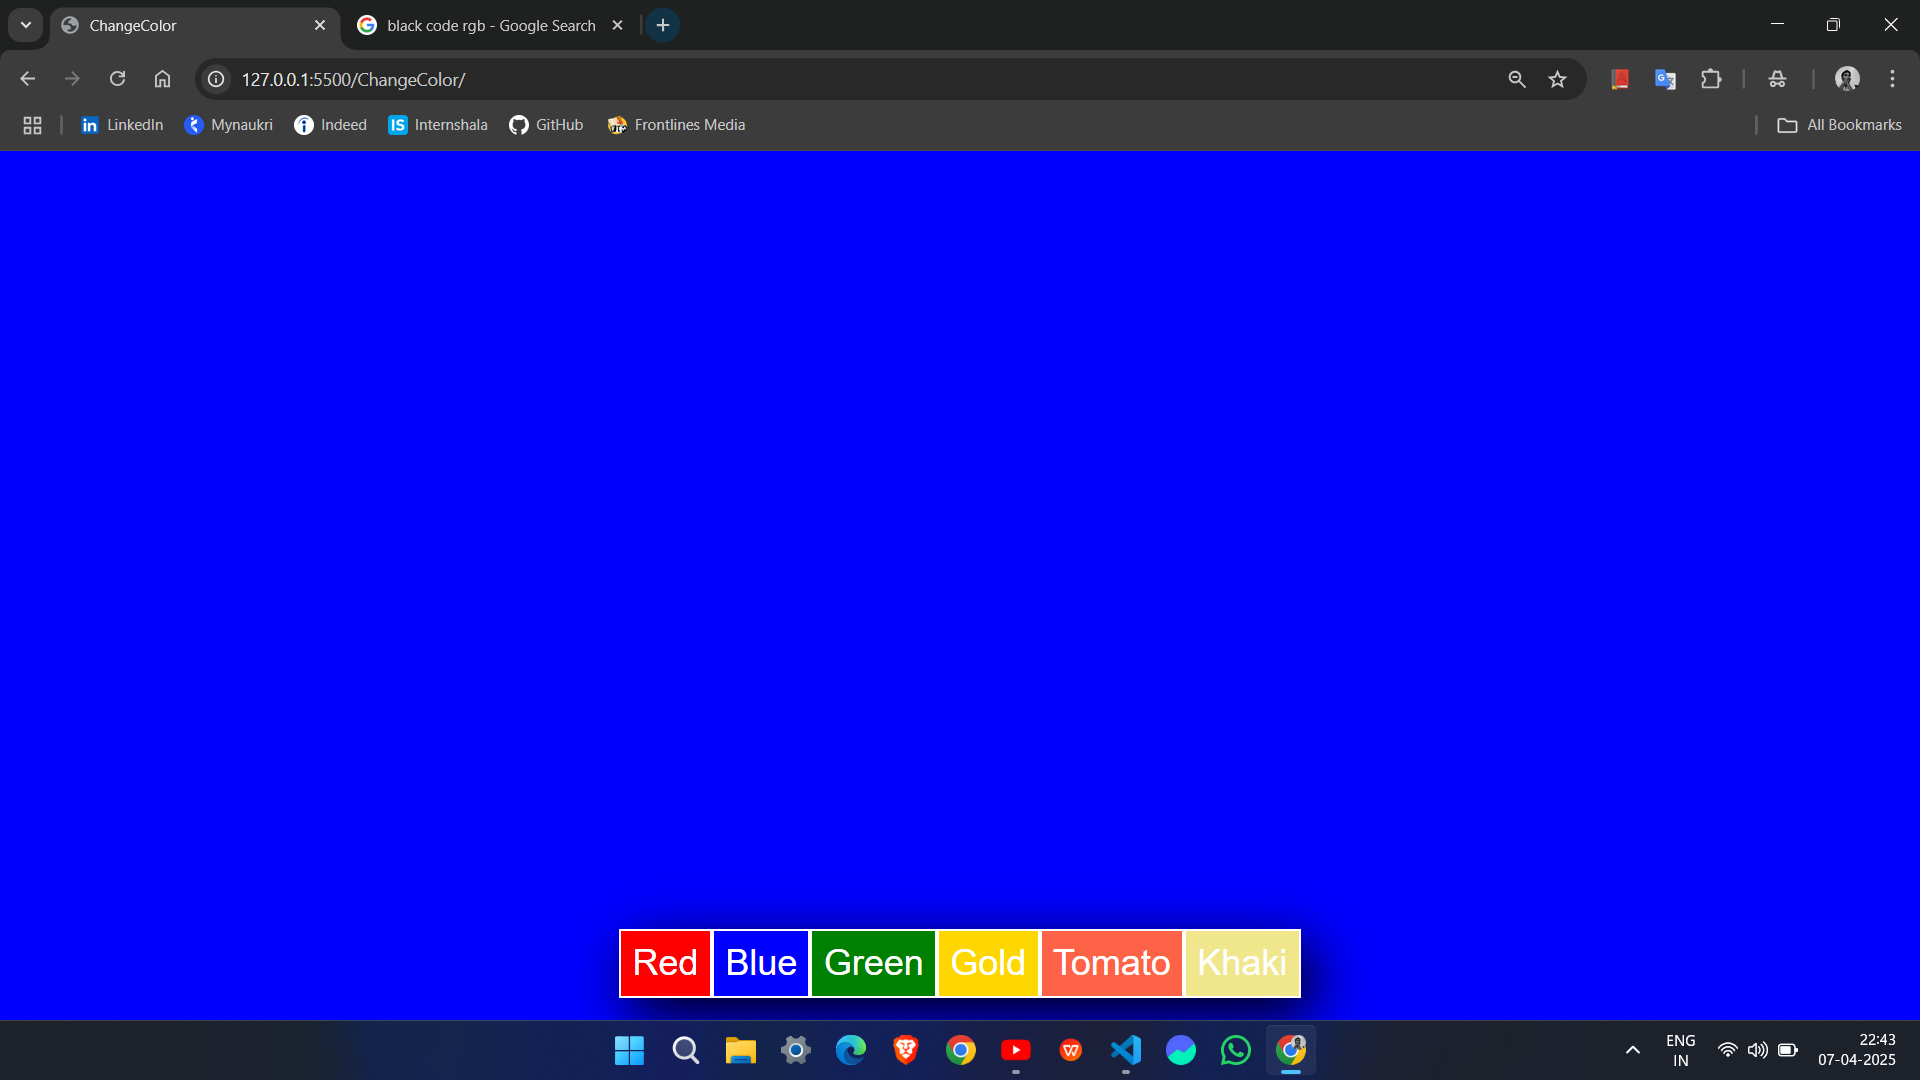 ChangeColor
black code rgb - Google Search
127.0.0.1:5500/ChangeColor/
LinkedIn
Mynaukri
Indeed
Internshala
GitHub
Frontlines Media
All Bookmarks
Red
Blue
Green
Gold
Tomato
Khaki
ENG
IN
22:43
07-04-2025